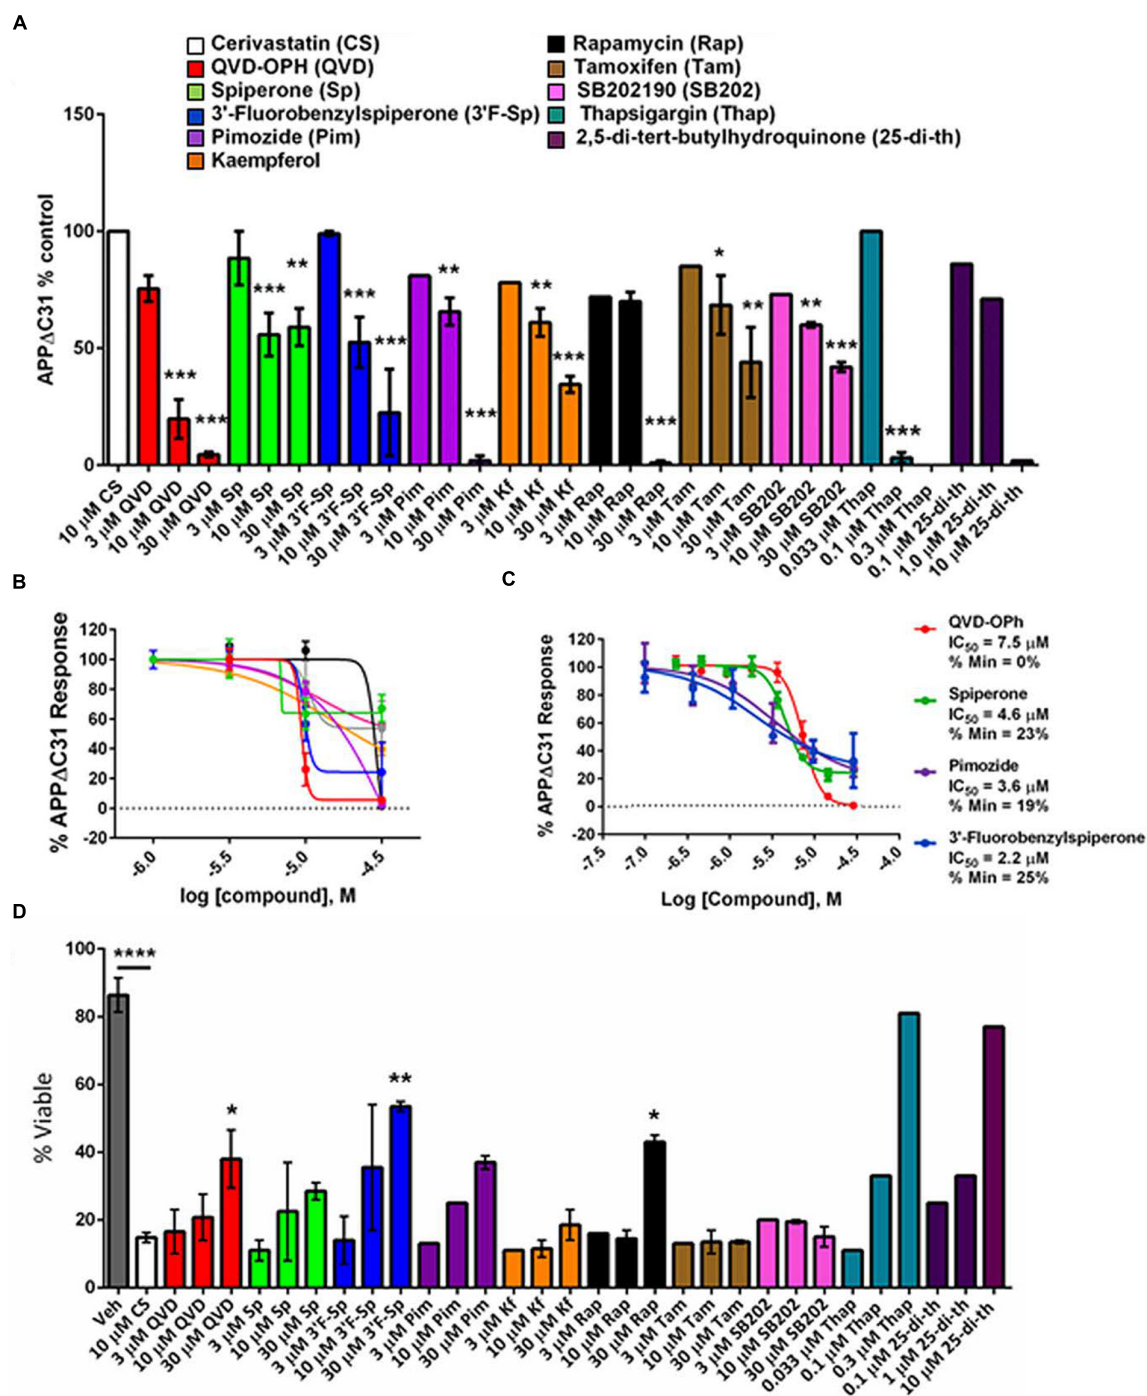 A
Cerivastatin (CS)
QVD-OPH (QVD)
Spiperone (Sp)
3'-Fluorobenzylspiperone (3'F-Sp)
Pimozide (Pim)
Kaempferol
Rapamycin (Rap)
Tamoxifen (Tam)
SB202190 (SB202)
Thapsigargin (Thap)
2,5-di-tert-butylhydroquinone (25-di-th)
APPΔC31 % control
150
100
50
0
***
***
***
**
***
***
**
***
**
***
***
*
**
**
***
***
10 µM CS
3 µM QVD
10 µM QVD
30 µM QVD
3 µM Sp
10 µM Sp
30 µM Sp
3 µM 3'F-Sp
10 µM 3'F-Sp
30 µM 3'F-Sp
3 µM Pim
10 µM Pim
30 µM Pim
3 µM Kf
10 µM Kf
30 µM Kf
3 µM Rap
10 µM Rap
30 µM Rap
3 µM Tam
10 µM Tam
30 µM Tam
3 µM SB202
10 µM SB202
30 µM SB202
0.033 µM Thap
0.1 µM Thap
0.3 µM Thap
0.1 µM 25-di-th
1.0 µM 25-di-th
10 µM 25-di-th
B
% APPΔC31 Response
120
100
80
60
40
20
0
-20
-6.0
-5.5
-5.0
-4.5
log [compound], M
C
% APPΔC31 Response
120
100
80
60
40
20
0
-20
-7.5
-7.0
-6.5
-6.0
-5.5
-5.0
-4.5
-4.0
Log [Compound], M
QVD-OPh
IC50 = 7.5 µM
% Min = 0%
Spiperone
IC50 = 4.6 µM
% Min = 23%
Pimozide
IC50 = 3.6 µM
% Min = 19%
3'-Fluorobenzylspiperone
IC50 = 2.2 µM
% Min = 25%
D
% Viable
100
80
60
40
20
0
****
*
**
*
Veh
10 µM CS
3 µM QVD
10 µM QVD
30 µM QVD
3 µM Sp
10 µM Sp
30 µM Sp
3 µM 3'F-Sp
10 µM 3'F-Sp
30 µM 3'F-Sp
3 µM Pim
10 µM Pim
30 µM Pim
3 µM Kf
10 µM Kf
30 µM Kf
3 µM Rap
10 µM Rap
30 µM Rap
3 µM Tam
10 µM Tam
30 µM Tam
3 µM SB202
10 µM SB202
30 µM SB202
0.033 µM Thap
0.1 µM Thap
0.3 µM Thap
0.1 µM 25-di-th
1 µM 25-di-th
10 µM 25-di-th